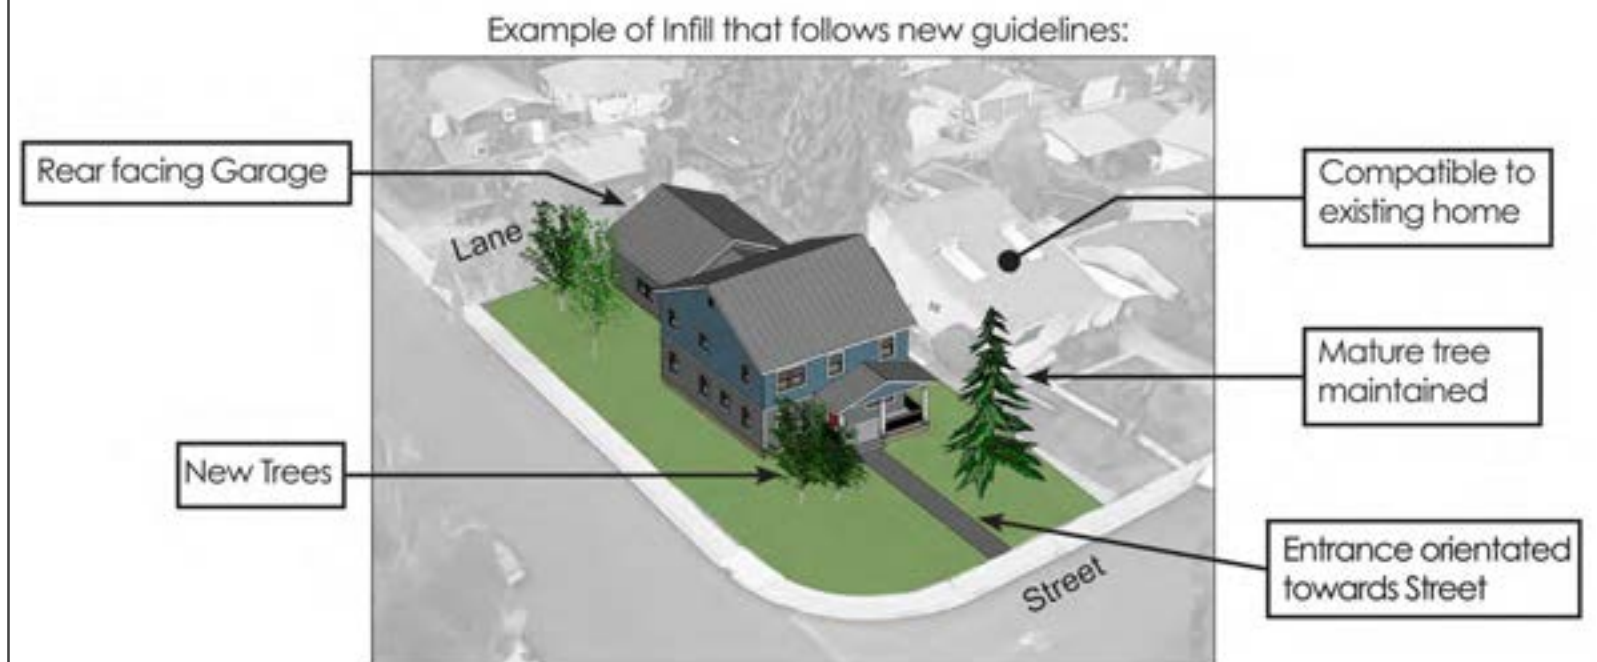 Example of Infill that follows new guidelines:
Rear facing Garage
Lane
Compatible to
existing home
Mature tree
maintained
New Trees
Entrance orientated
towards Street
Street